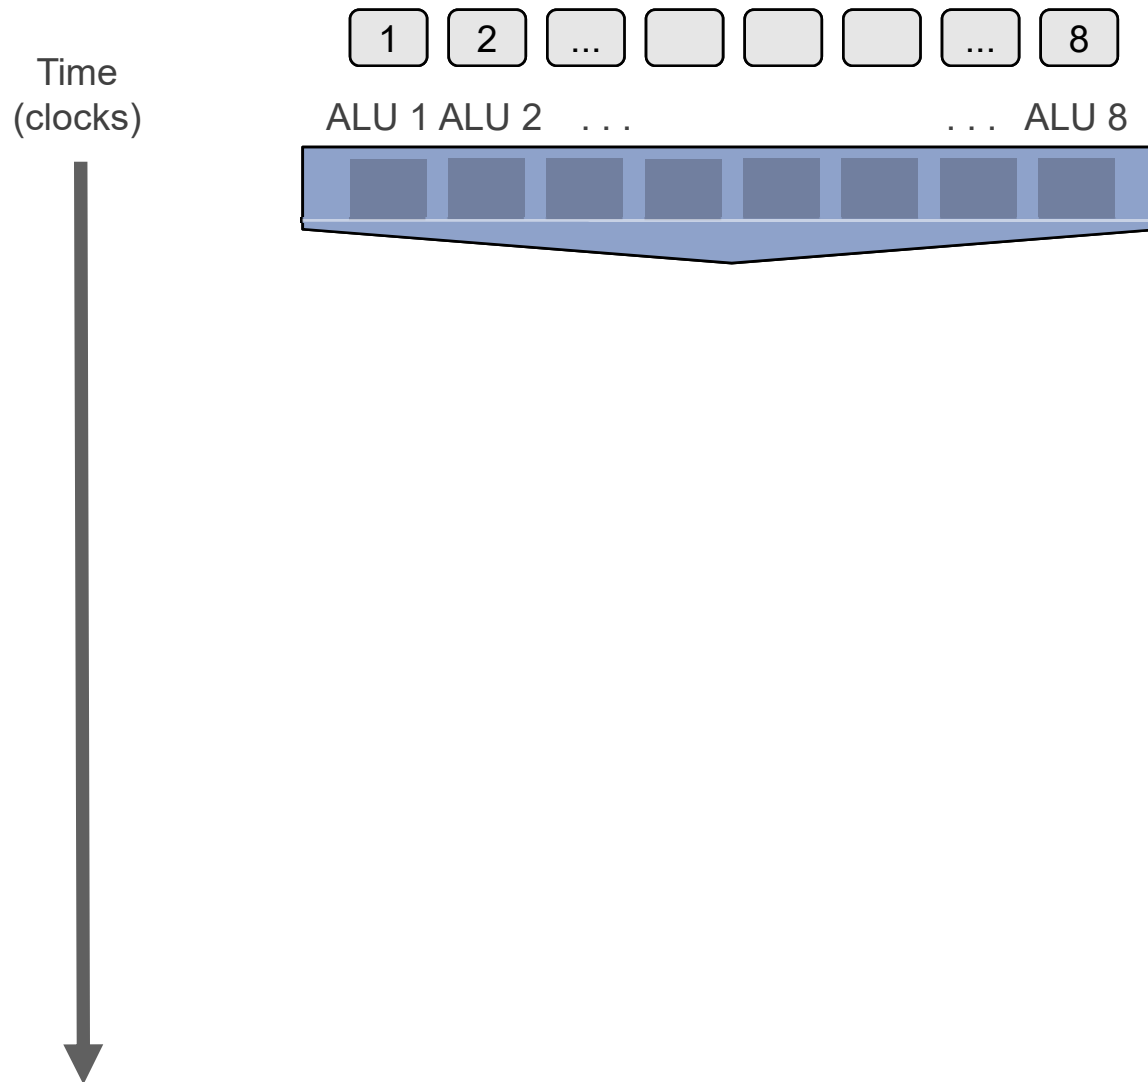 1 2 ... ... 8
Time
(clocks)
ALU 1 ALU 2 . . . . . . ALU 8